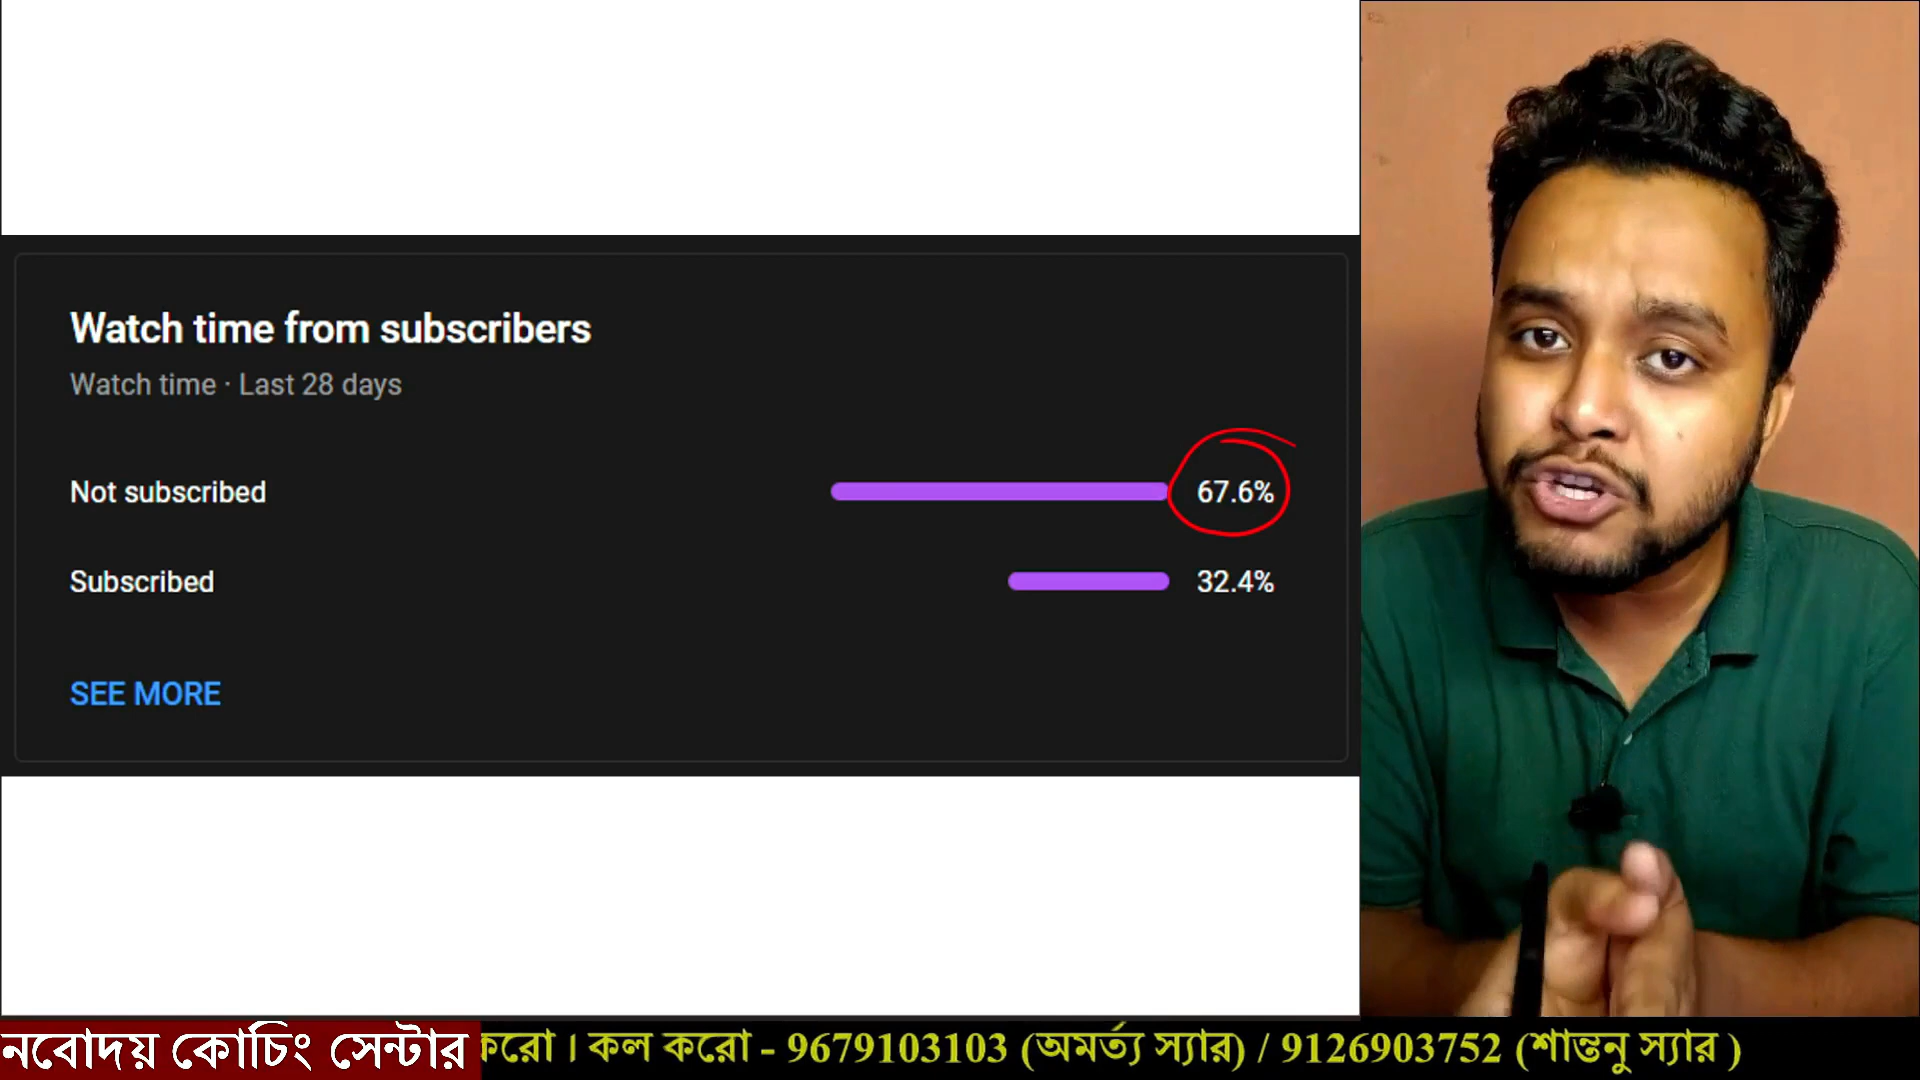 Watch time from subscribers
Watch time · Last 28 days
Not subscribed 67.6%
Subscribed 32.4%
SEE MORE
নবোদয় কোচিং সেন্টার
করো । কল করো - 9679103103 (অমর্ত্য স্যার) / 9126903752 (শান্তনু স্যার )